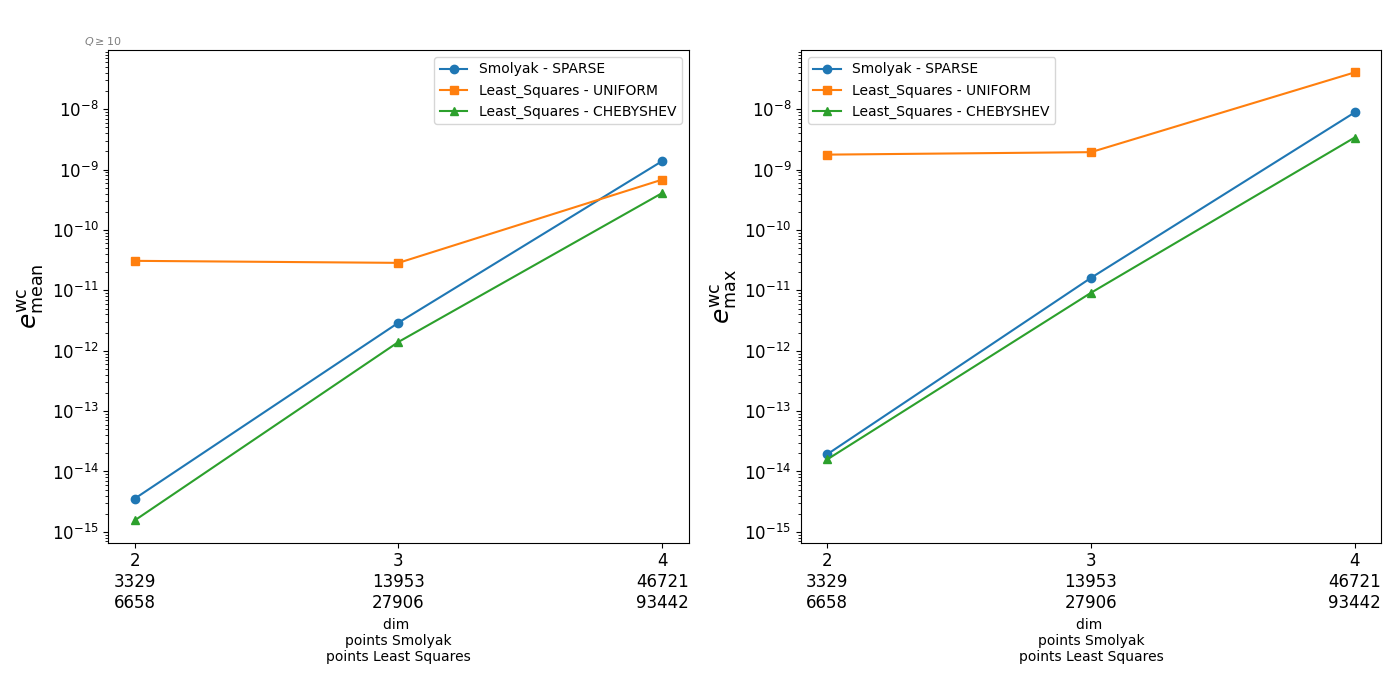 Q ≥ 10
Smolyak - SPARSE
Least_Squares - UNIFORM
Least_Squares - CHEBYSHEV
10⁻⁸
10⁻⁹
10⁻¹⁰
10⁻¹¹
10⁻¹²
10⁻¹³
10⁻¹⁴
10⁻¹⁵
e^wc_mean
2 3 4
3329 13953 46721
6658 27906 93442
dim
points Smolyak
points Least Squares
Smolyak - SPARSE
Least_Squares - UNIFORM
Least_Squares - CHEBYSHEV
10⁻⁸
10⁻⁹
10⁻¹⁰
10⁻¹¹
10⁻¹²
10⁻¹³
10⁻¹⁴
10⁻¹⁵
e^wc_max
2 3 4
3329 13953 46721
6658 27906 93442
dim
points Smolyak
points Least Squares